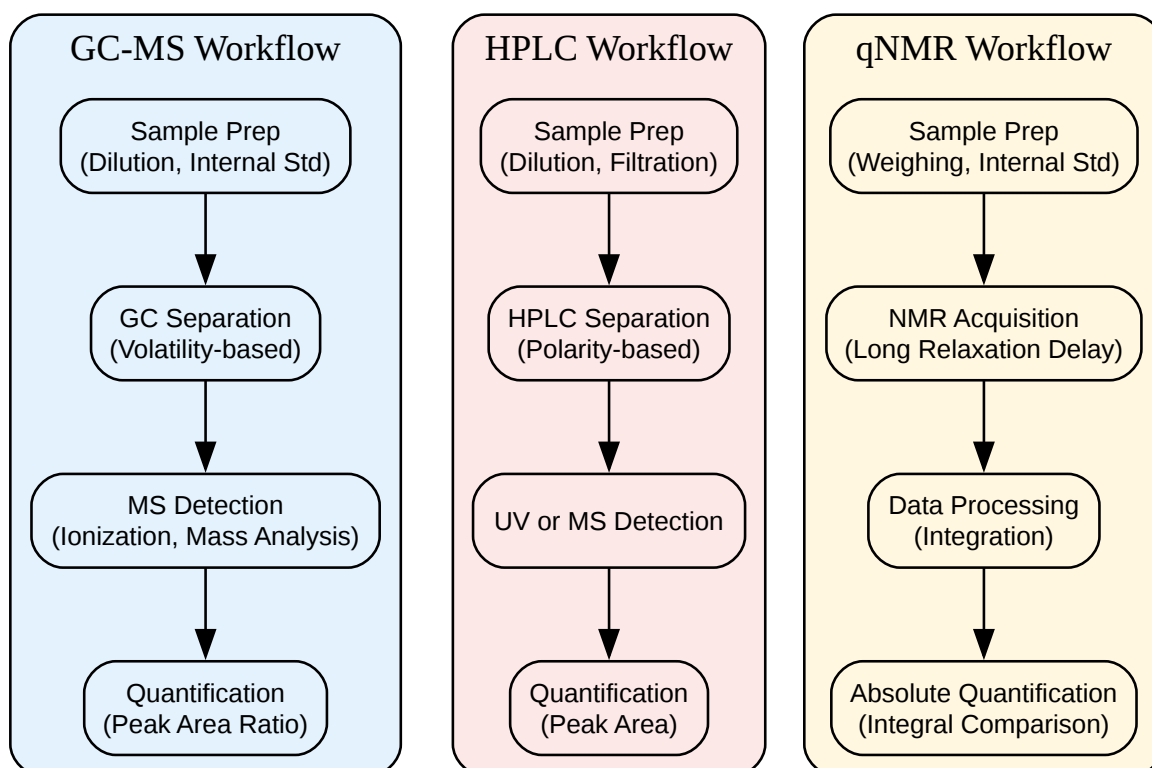 GC-MS Workflow
Sample Prep
(Dilution, Internal Std)
GC Separation
(Volatility-based)
MS Detection
(Ionization, Mass Analysis)
Quantification
(Peak Area Ratio)
HPLC Workflow
Sample Prep
(Dilution, Filtration)
HPLC Separation
(Polarity-based)
UV or MS Detection
Quantification
(Peak Area)
qNMR Workflow
Sample Prep
(Weighing, Internal Std)
NMR Acquisition
(Long Relaxation Delay)
Data Processing
(Integration)
Absolute Quantification
(Integral Comparison)